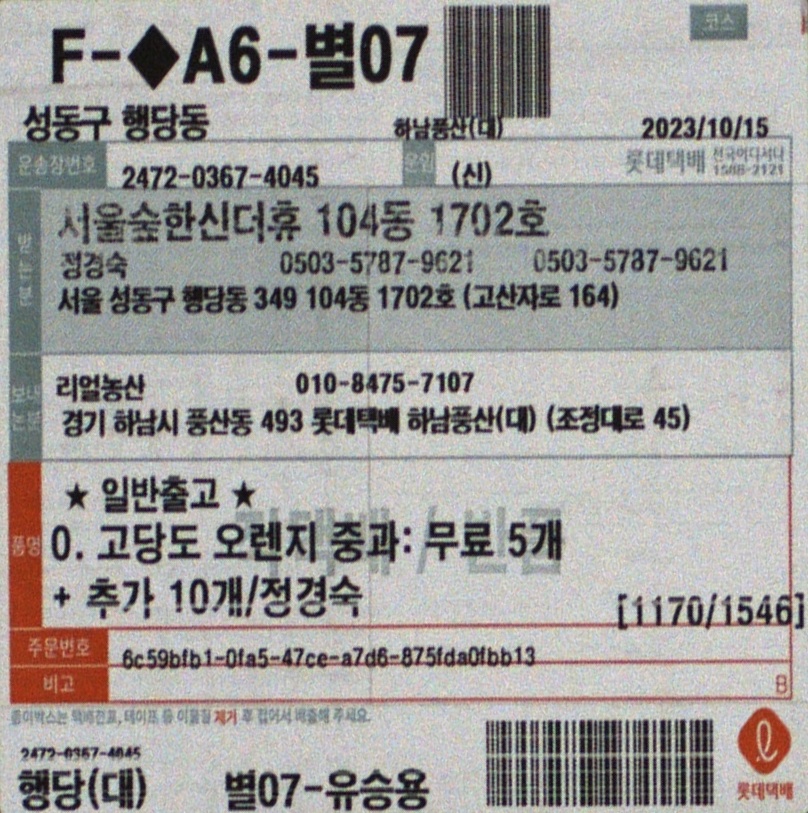 F-◆A6-별07
코스
성동구 행당동 하남풍산(대) 2023/10/15
운송장번호 2472-0367-4045 운임 (신) 롯데택배 전국어디서나 1588-2121
받는분
서울숲한신더휴 104동 1702호
정경숙 0503-5787-9621 0503-5787-9621
서울 성동구 행당동 349 104동 1702호 (고산자로 164)
보내는분
리얼농산 010-8475-7107
경기 하남시 풍산동 493 롯데택배 하남풍산(대) (조정대로 45)
품명
★ 일반출고 ★
0. 고당도 오렌지 중과: 무료 5개
+ 추가 10개/정경숙
[1170/1546]
주문번호 6c59bfb1-0fa5-47ce-a7d6-875fda0fbb13
비고 B
종이박스는 택배전표, 테이프 등 이물질 제거 후 접어서 배출해 주세요.
2472-0367-4045
행당(대) 별07-유승용
롯데택배